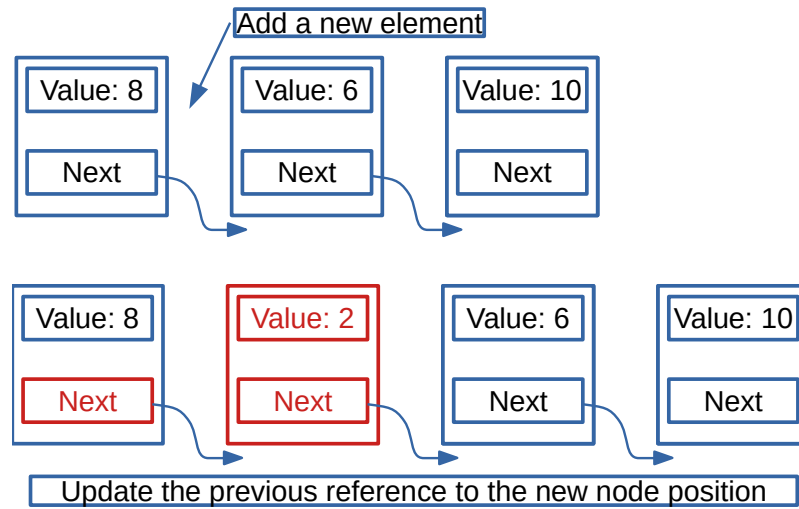 Add a new element
Value: 8
Value: 6
Value: 10
Next
Next
Next
Value: 8
Value: 2
Value: 6
Value: 10
Next
Next
Next
Next
Update the previous reference to the new node position